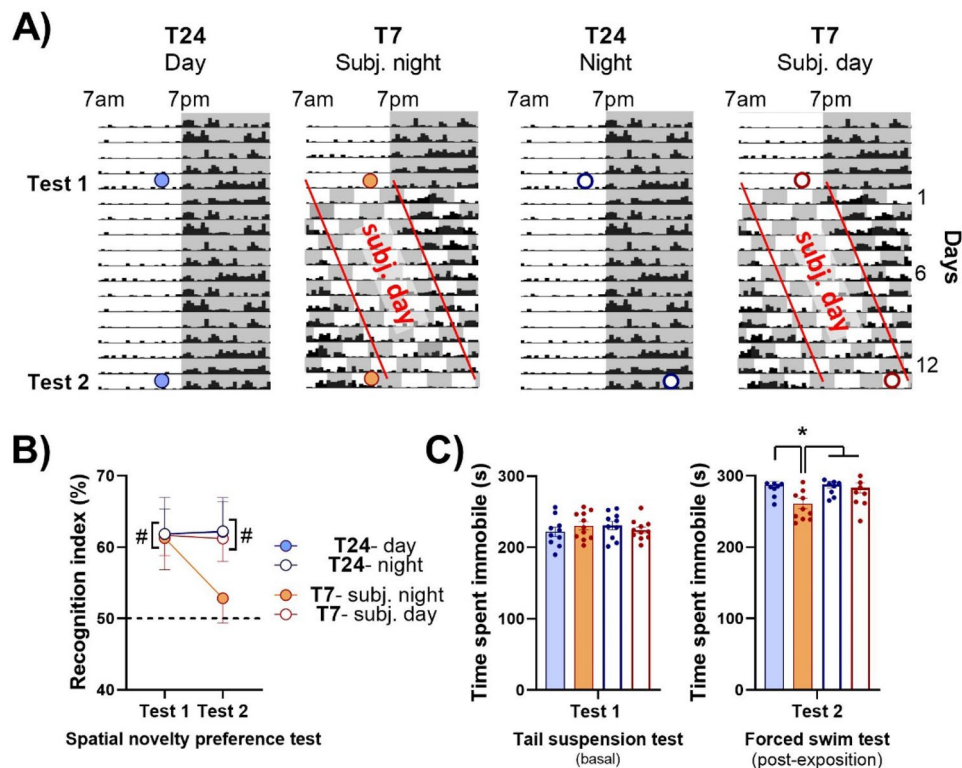 A)
T24 T7 T24 T7
Day Subj. night Night Subj. day
7am 7pm 7am 7pm 7am 7pm 7am 7pm
Test 1
1
subj. day
subj. day
6
Days
12
Test 2
B)
Recognition index (%)
70
60
50
40
# #
Test 1 Test 2
Spatial novelty preference test
T24- day
T24- night
T7- subj. night
T7- subj. day
C)
Time spent immobile (s)
300
200
100
0
Test 1
Tail suspension test
(basal)
*
Time spent immobile (s)
300
200
100
0
Test 2
Forced swim test
(post-exposition)